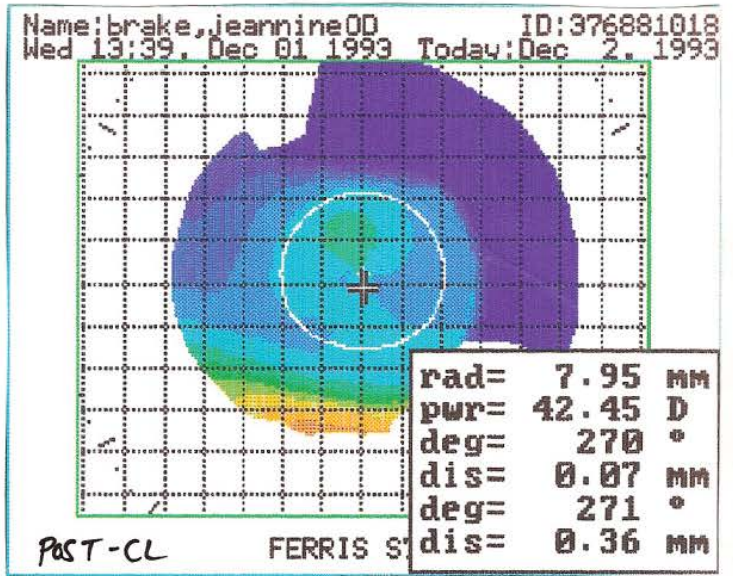 Name:brake,jeannineOD ID:376881018
Wed 13:39, Dec 01 1993 Today:Dec 2, 1993
rad= 7.95 mm
pwr= 42.45 D
deg= 270 °
dis= 0.07 mm
deg= 271 °
dis= 0.36 mm
POST-CL FERRIS